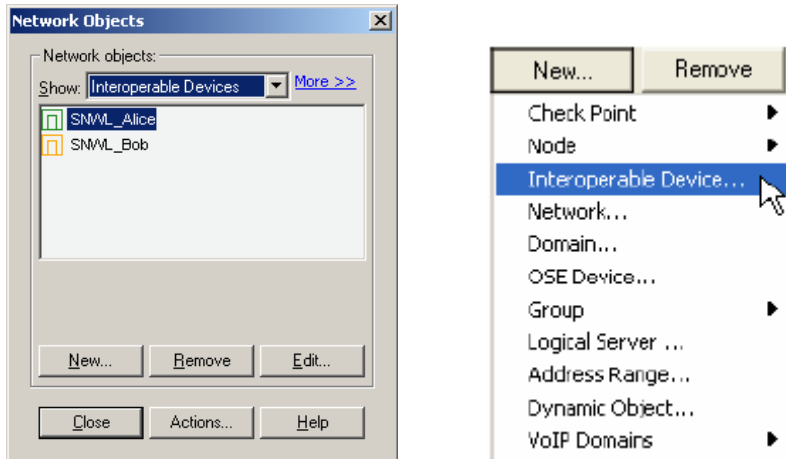 Network Objects
Network objects:
Show: Interoperable Devices More >>
SNWL_Alice
SNWL_Bob
New... Remove Edit...
Close Actions... Help
New... Remove
Check Point
Node
Interoperable Device...
Network...
Domain...
OSE Device...
Group
Logical Server ...
Address Range...
Dynamic Object...
VoIP Domains